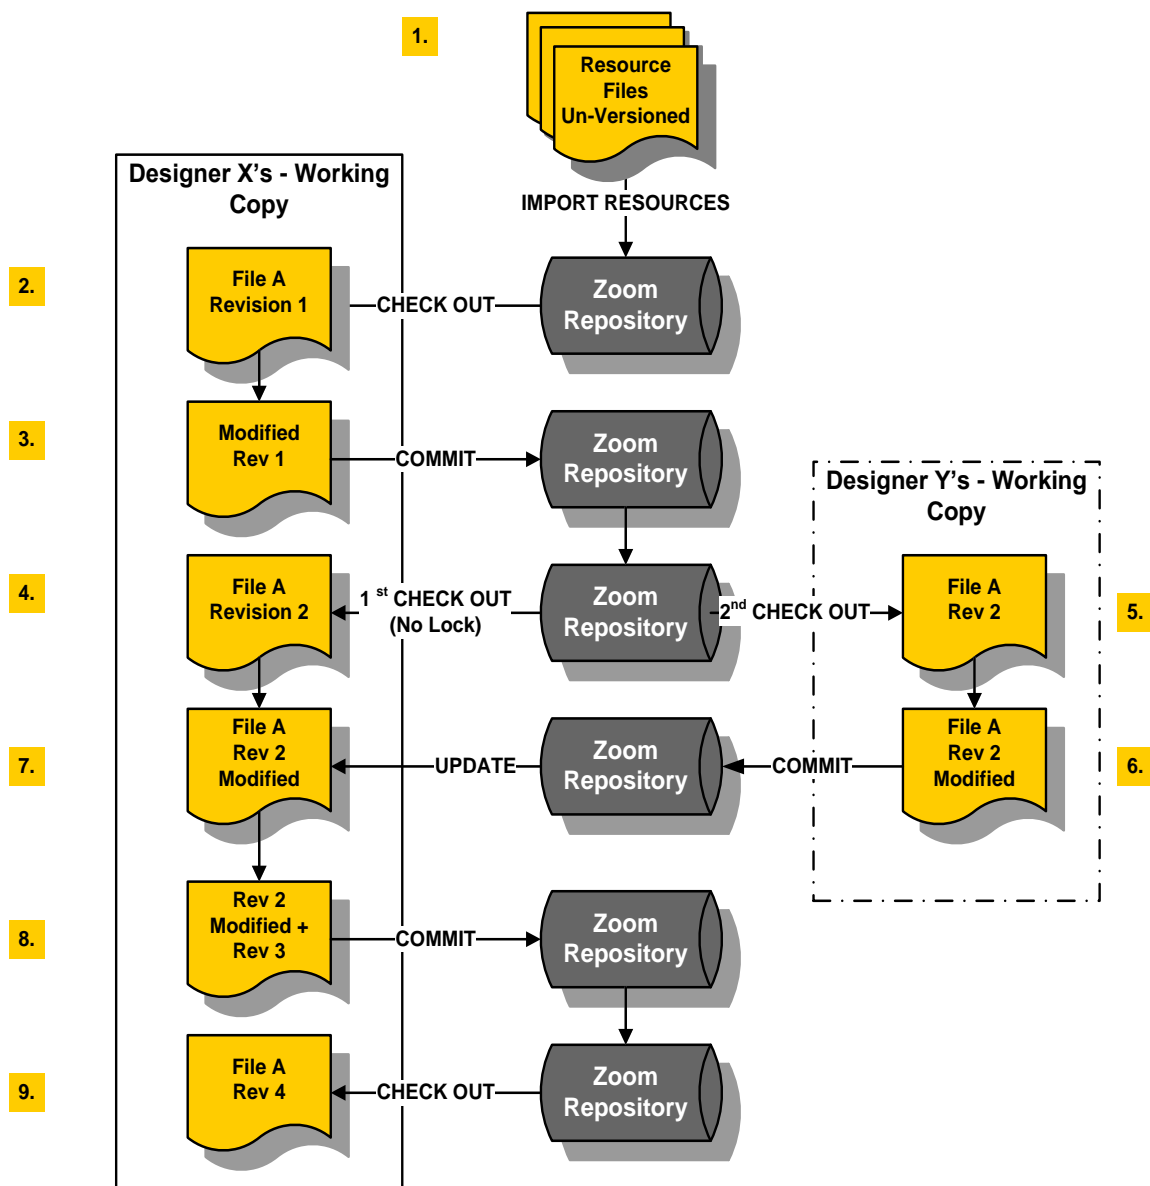 1.
Resource
Files
Un-Versioned
IMPORT RESOURCES
Designer X's - Working
Copy
2.
File A
Revision 1
CHECK OUT
Zoom
Repository
3.
Modified
Rev 1
COMMIT
Zoom
Repository
Designer Y's - Working
Copy
4.
File A
Revision 2
1 st CHECK OUT
(No Lock)
Zoom
Repository
2nd CHECK OUT
File A
Rev 2
5.
7.
File A
Rev 2
Modified
UPDATE
Zoom
Repository
COMMIT
File A
Rev 2
Modified
6.
8.
Rev 2
Modified +
Rev 3
COMMIT
Zoom
Repository
9.
File A
Rev 4
CHECK OUT
Zoom
Repository